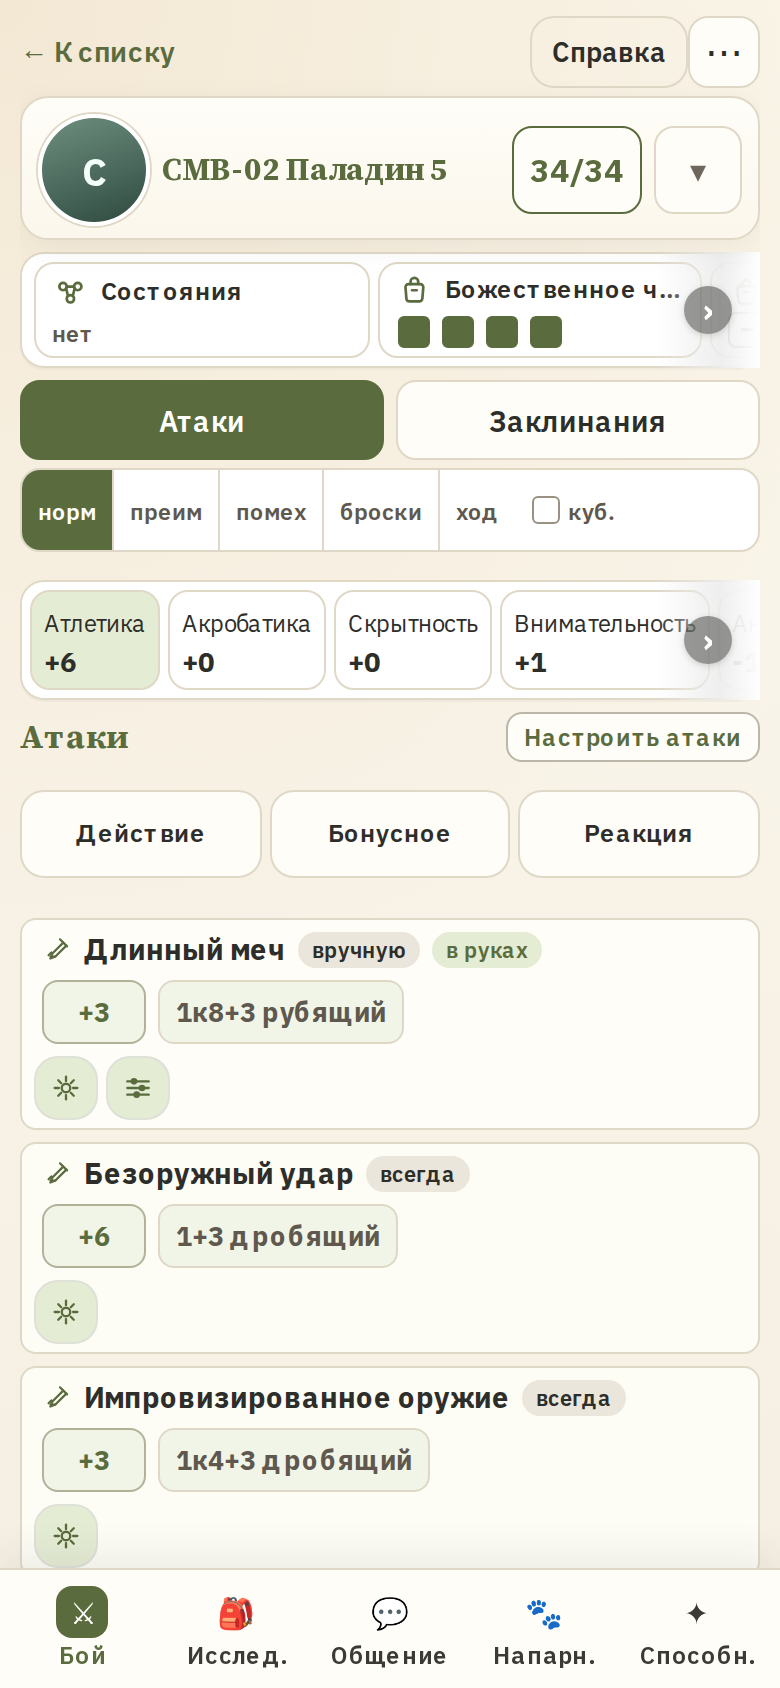 ← К списку
Справка
...
С
СМВ-02 Паладин 5
34/34
▼
Состояния
нет
Божественное ч...
›
Атаки
Заклинания
норм
преим
помех
броски
ход
куб.
Атлетика
+6
Акробатика
+0
Скрытность
+0
Внимательность
+1
›
Атаки
Настроить атаки
Действие
Бонусное
Реакция
Длинный меч
вручную
в руках
+3
1к8+3 рубящий
Безоружный удар
всегда
+6
1+3 дробящий
Импровизированное оружие
всегда
+3
1к4+3 дробящий
Бой
Исслед.
Общение
Напарн.
Способн.